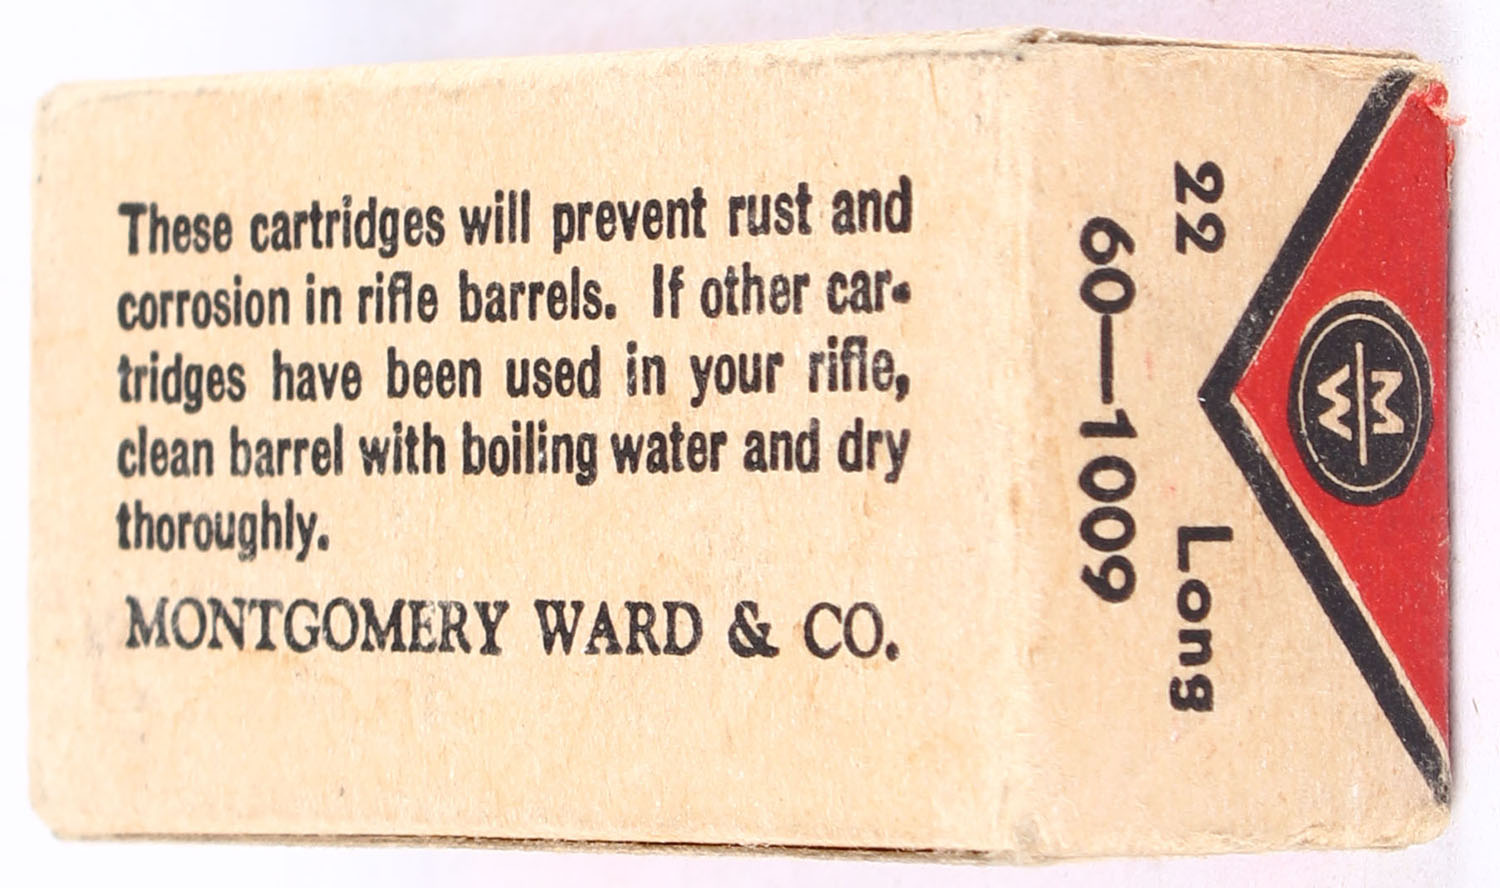 These cartridges will prevent rust and
corrosion in rifle barrels. If other car-
tridges have been used in your rifle,
clean barrel with boiling water and dry
thoroughly.
MONTGOMERY WARD & CO.
22 Long
60—1009
M
W